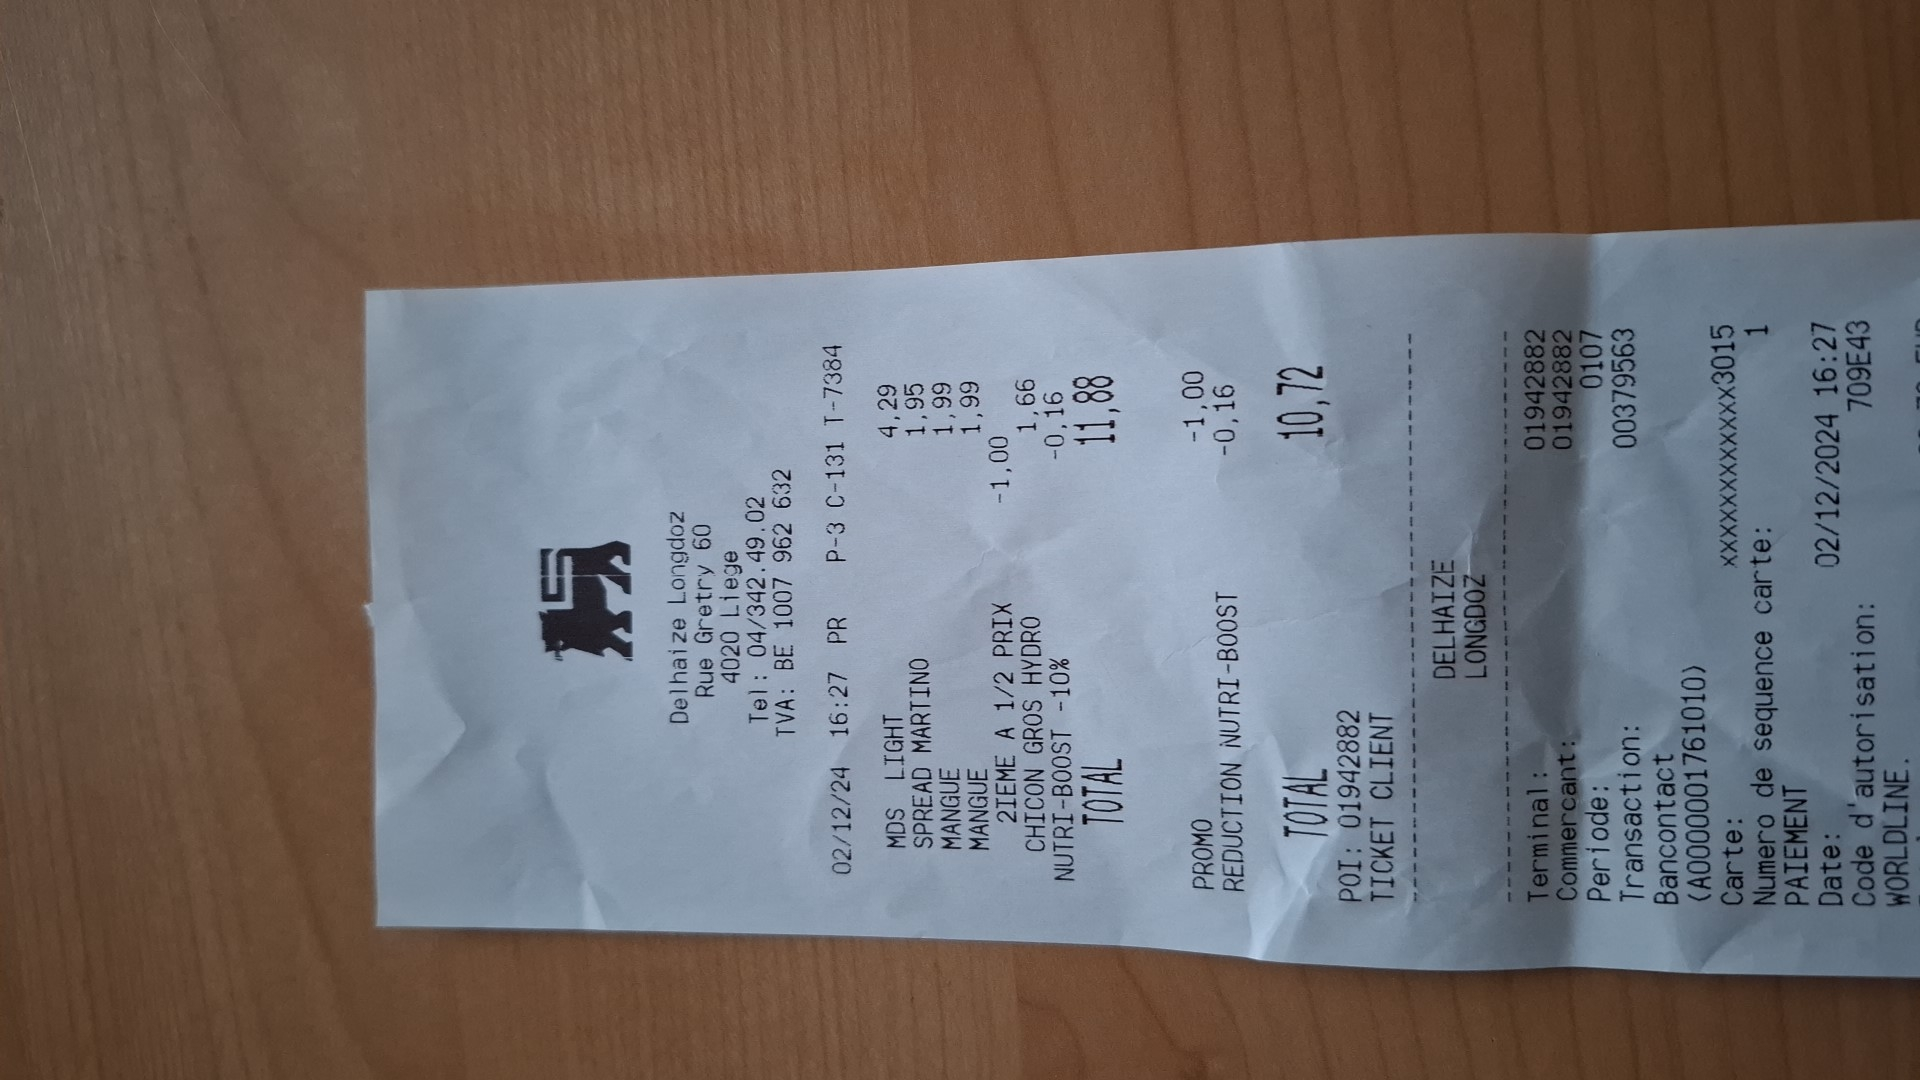 Delhaize Longdoz
Rue Gretry 60
4020 Liege
Tel: 04/342.49.02
TVA: BE 1007 962 632
02/12/24 16:27 PR P-3 C-131 T-7384
MDS LIGHT 4,29
SPREAD MARTINO 1,95
MANGUE 1,99
MANGUE 1,99
2IEME A 1/2 PRIX -1,00
CHICON GROS HYDRO 1,66
NUTRI-BOOST -10% -0,16
TOTAL 11,88
PROMO -1,00
REDUCTION NUTRI-BOOST -0,16
TOTAL 10,72
POI: 01942882
TICKET CLIENT
DELHAIZE
LONGDOZ
Terminal: 01942882
Commercant: 01942882
Periode: 0107
Transaction: 00379563
Bancontact
(A0000001761010)
Carte: xxxxxxxxxxxxx3015
Numero de sequence carte: 1
PAIEMENT
Date: 02/12/2024 16:27
Code d'autorisation: 709E43
WORLDLINE.